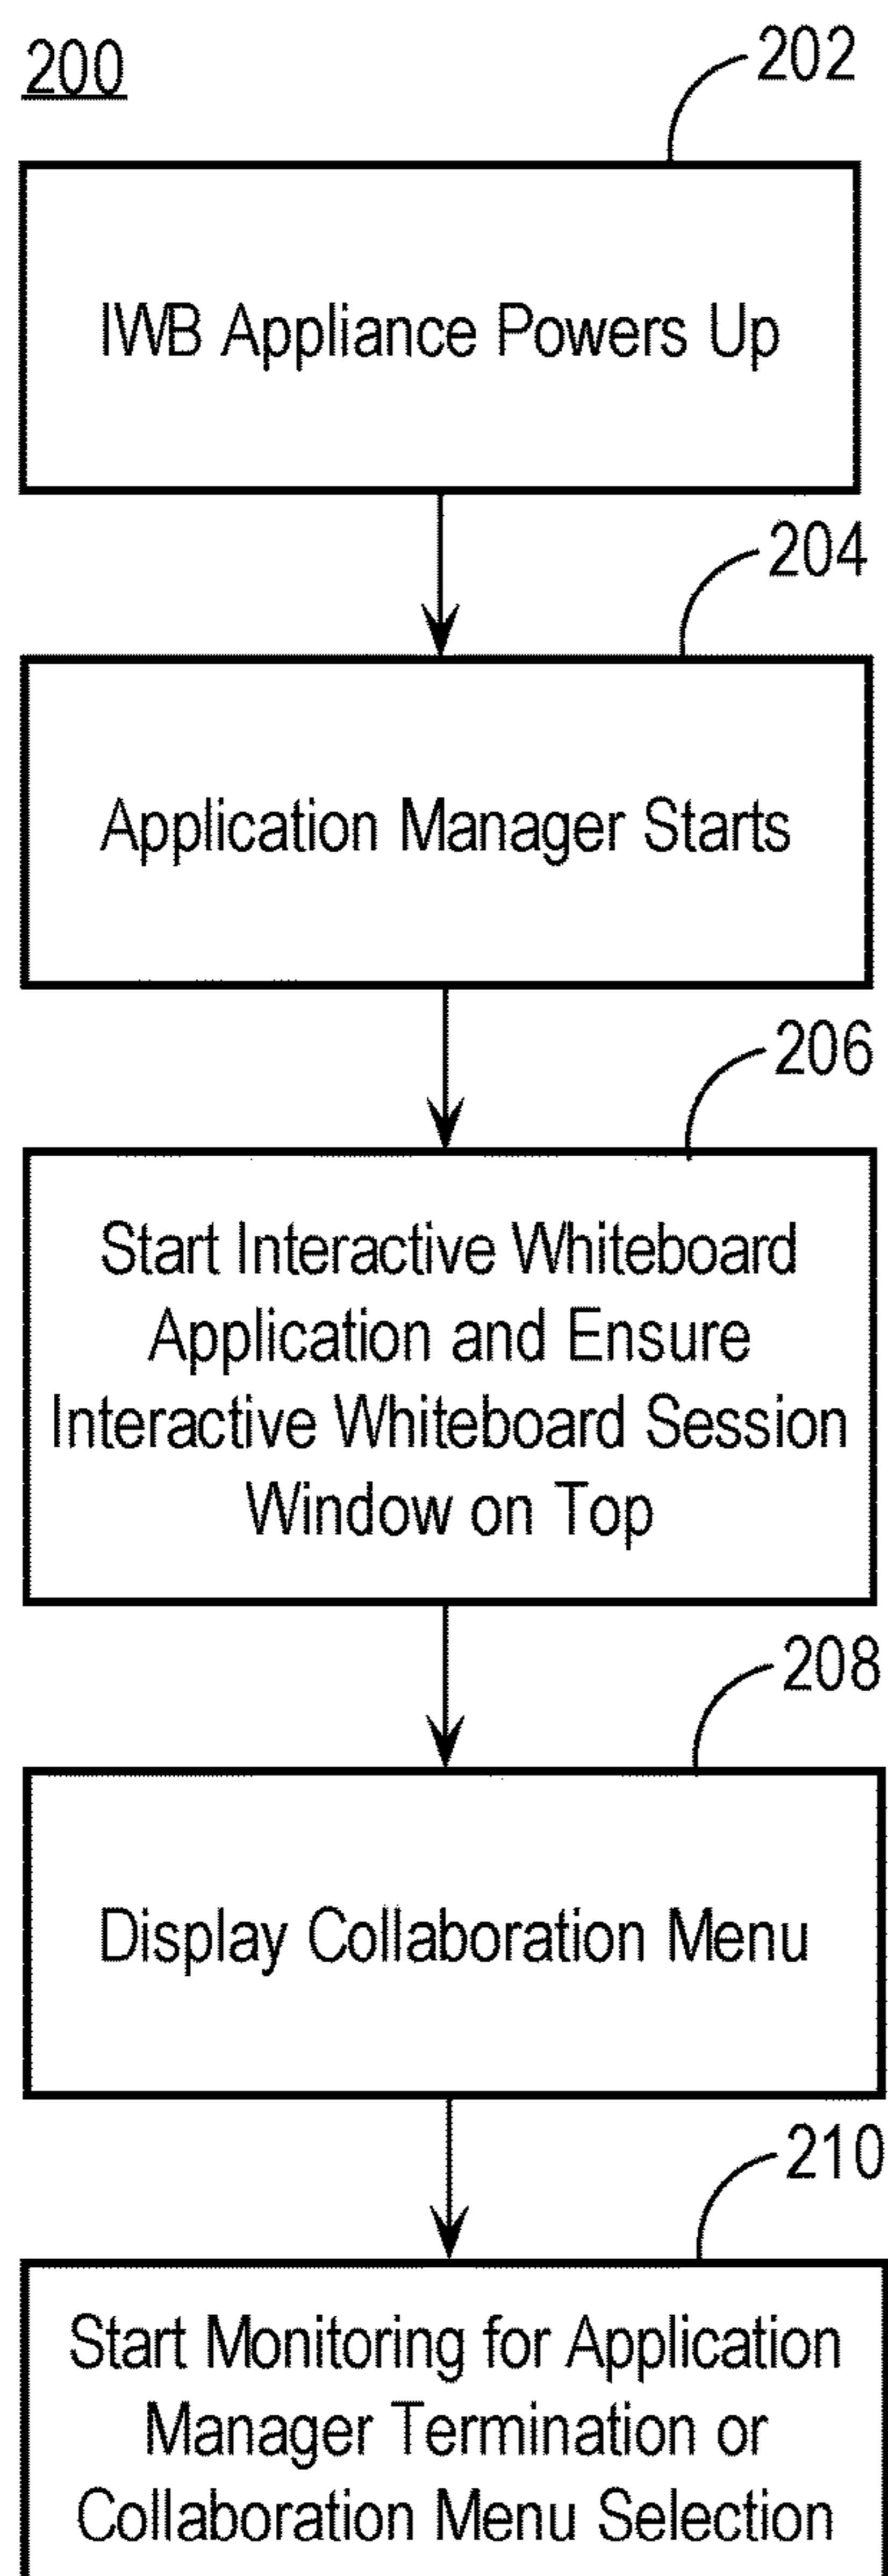 200
202
IWB Appliance Powers Up
204
Application Manager Starts
206
Start Interactive Whiteboard
Application and Ensure
Interactive Whiteboard Session
Window on Top
208
Display Collaboration Menu
210
Start Monitoring for Application
Manager Termination or
Collaboration Menu Selection